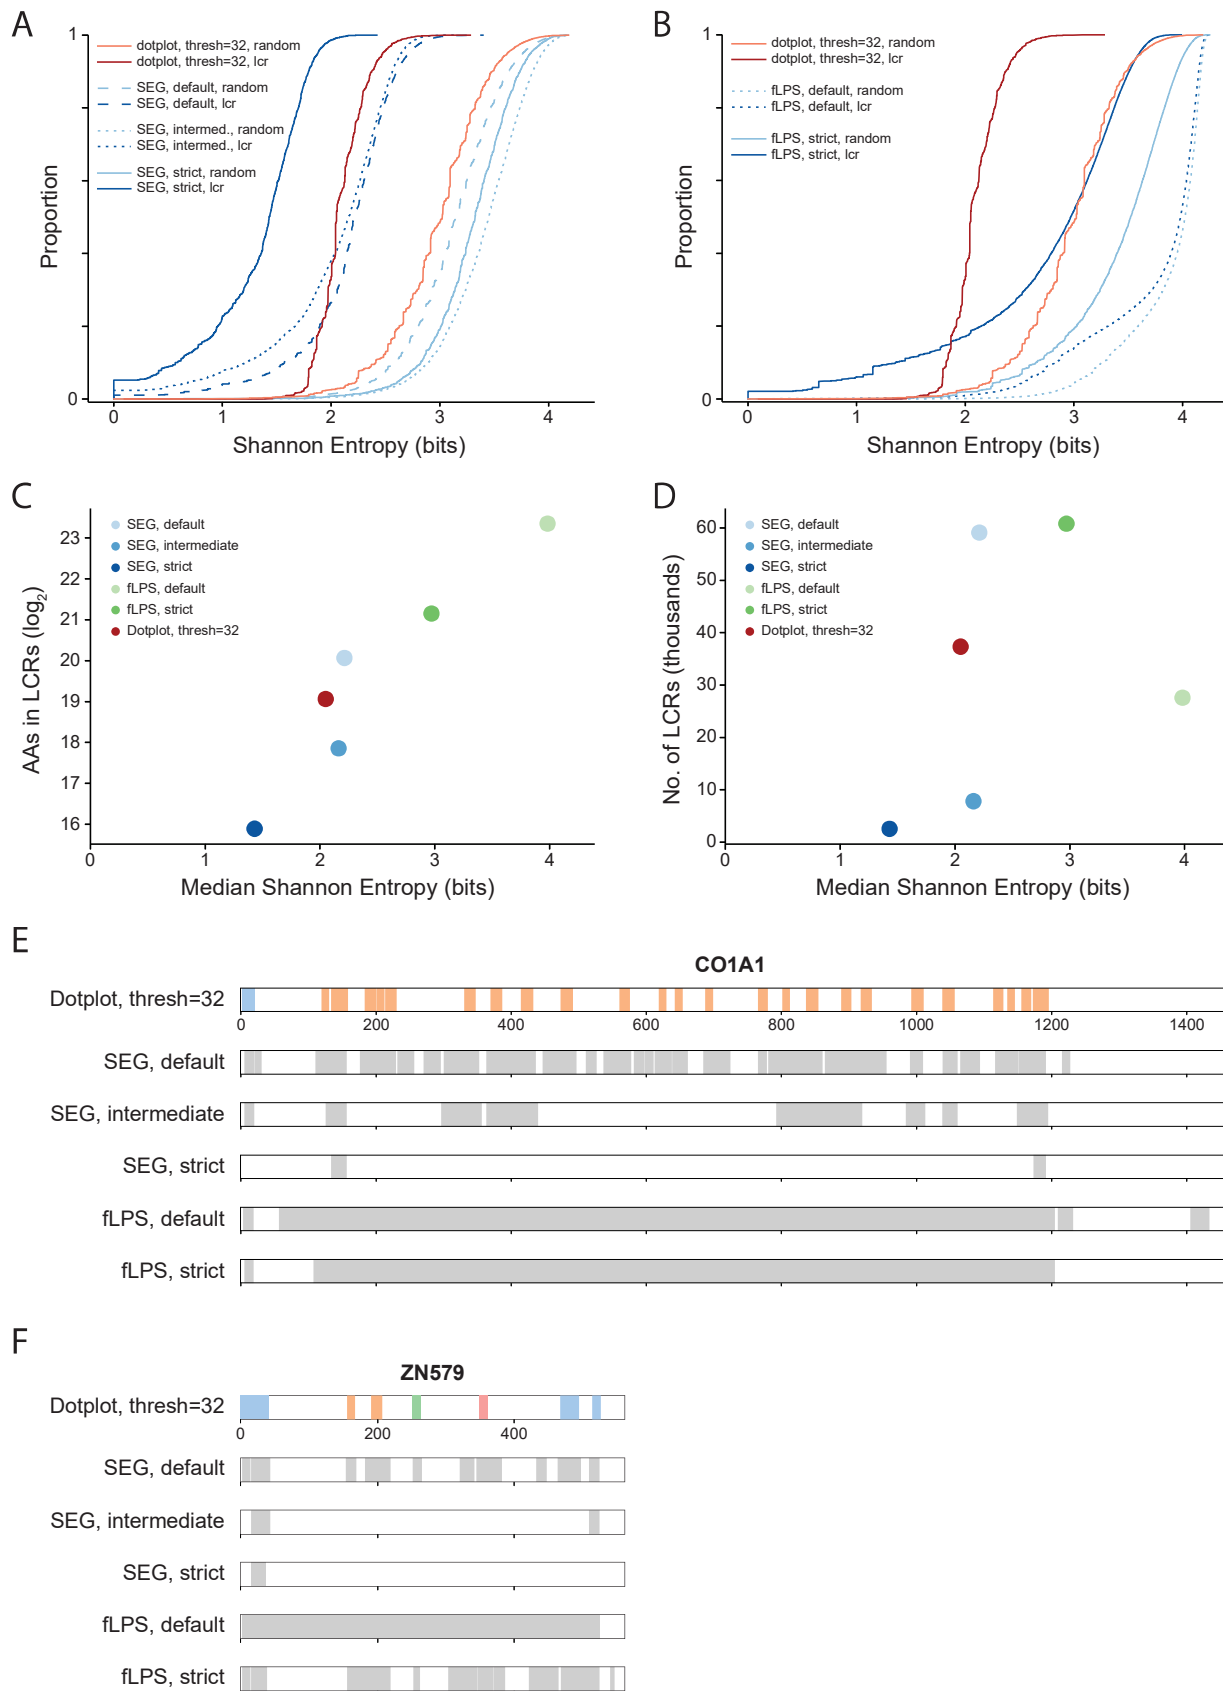 A
1
dotplot, thresh=32, random
dotplot, thresh=32, lcr
SEG, default, random
SEG, default, lcr
SEG, intermed., random
SEG, intermed., lcr
SEG, strict, random
SEG, strict, lcr
Proportion
0
0 1 2 3 4
Shannon Entropy (bits)
B
1
dotplot, thresh=32, random
dotplot, thresh=32, lcr
fLPS, default, random
fLPS, default, lcr
fLPS, strict, random
fLPS, strict, lcr
Proportion
0
0 1 2 3 4
Shannon Entropy (bits)
C
SEG, default
SEG, intermediate
SEG, strict
fLPS, default
fLPS, strict
Dotplot, thresh=32
AAs in LCRs (log2)
23
22
21
20
19
18
17
16
0 1 2 3 4
Median Shannon Entropy (bits)
D
SEG, default
SEG, intermediate
SEG, strict
fLPS, default
fLPS, strict
Dotplot, thresh=32
No. of LCRs (thousands)
60
50
40
30
20
10
0
0 1 2 3 4
Median Shannon Entropy (bits)
E
CO1A1
Dotplot, thresh=32
0 200 400 600 800 1000 1200 1400
SEG, default
SEG, intermediate
SEG, strict
fLPS, default
fLPS, strict
F
ZN579
Dotplot, thresh=32
0 200 400
SEG, default
SEG, intermediate
SEG, strict
fLPS, default
fLPS, strict